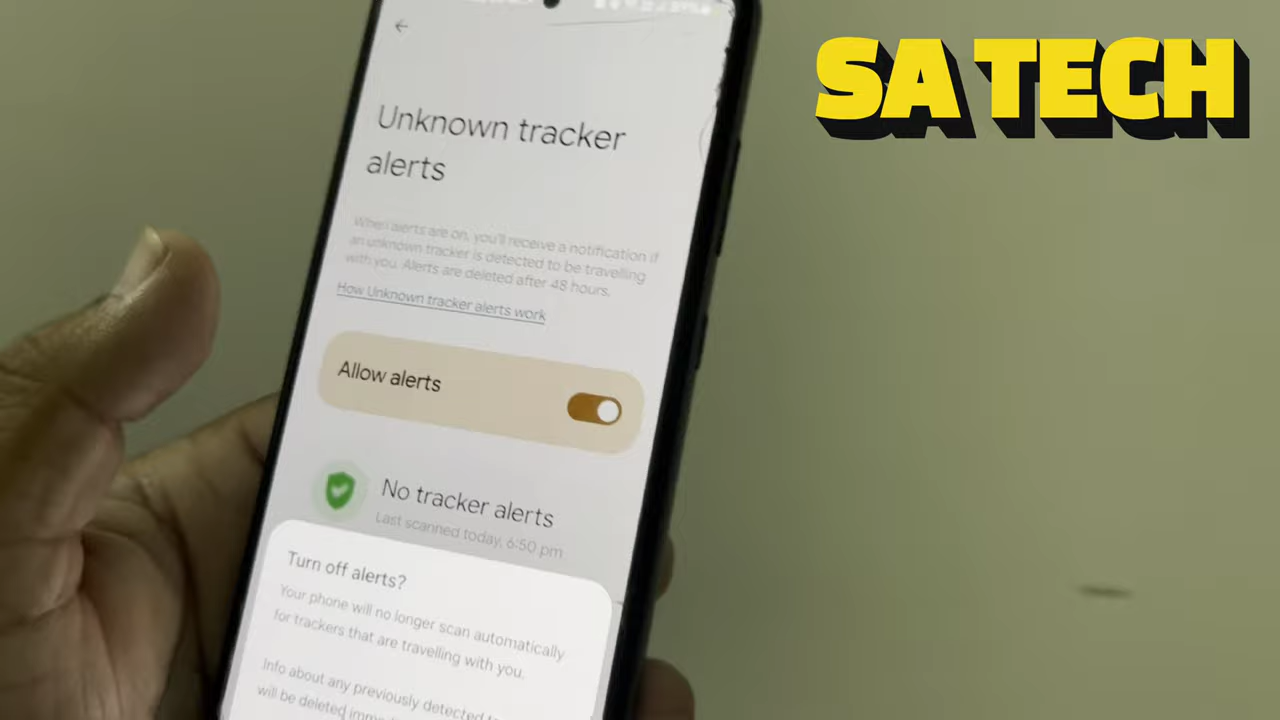 SA TECH
Unknown tracker
alerts
When alerts are on, you'll receive a notification if
an unknown tracker is detected to be travelling
with you. Alerts are deleted after 48 hours.
How Unknown tracker alerts work
Allow alerts
No tracker alerts
Last scanned today, 6:50 pm
Turn off alerts?
Your phone will no longer scan automatically
for trackers that are travelling with you.
Info about any previously detected
will be deleted